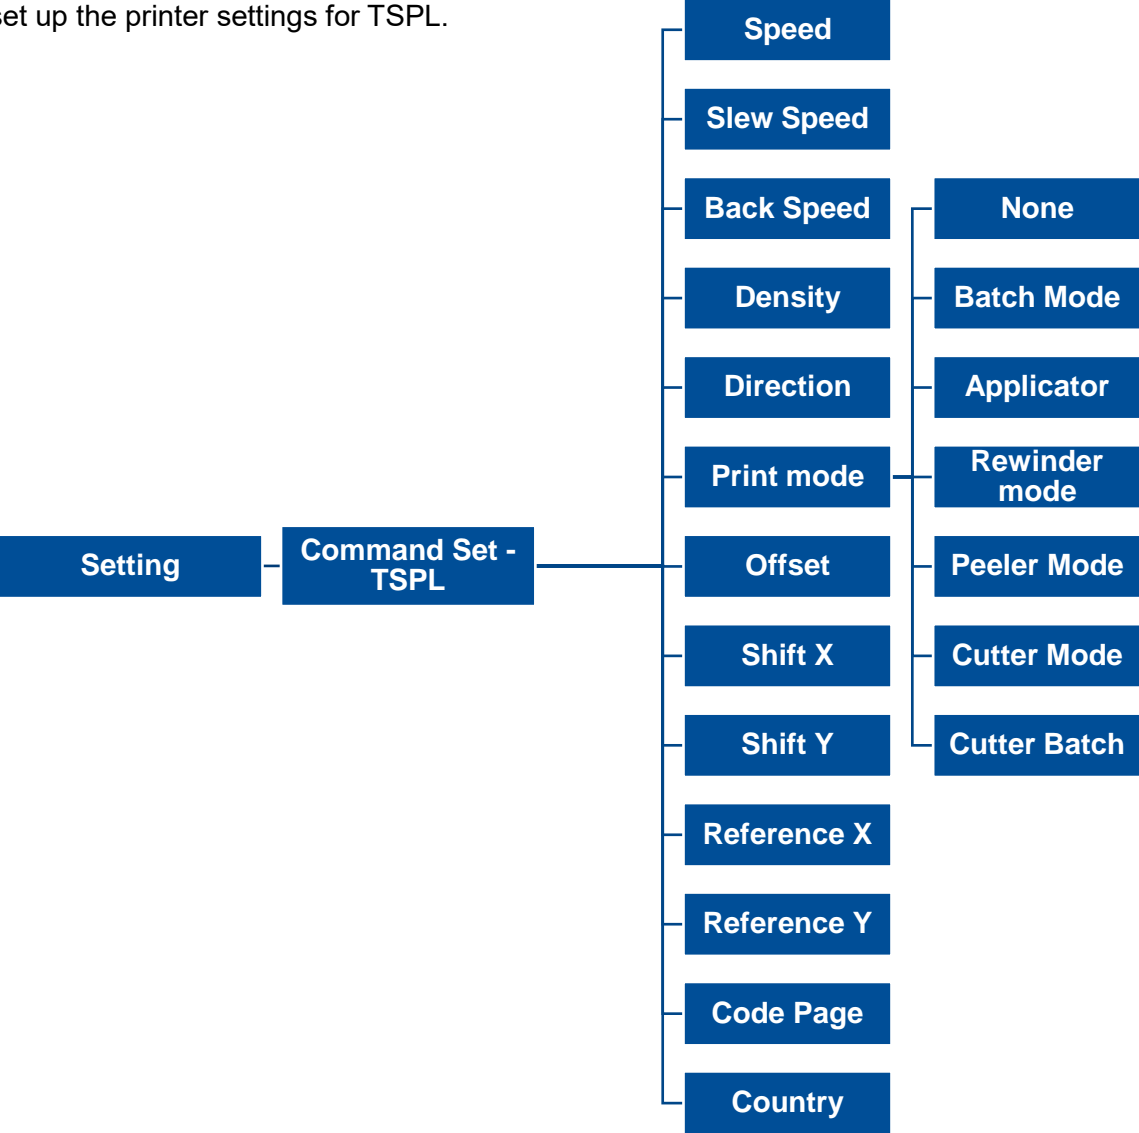 set up the printer settings for TSPL.
Speed
Slew Speed
Back Speed
None
Density
Batch Mode
Direction
Applicator
Print mode
Rewinder
mode
Setting
Command Set -
TSPL
Offset
Peeler Mode
Shift X
Cutter Mode
Shift Y
Cutter Batch
Reference X
Reference Y
Code Page
Country